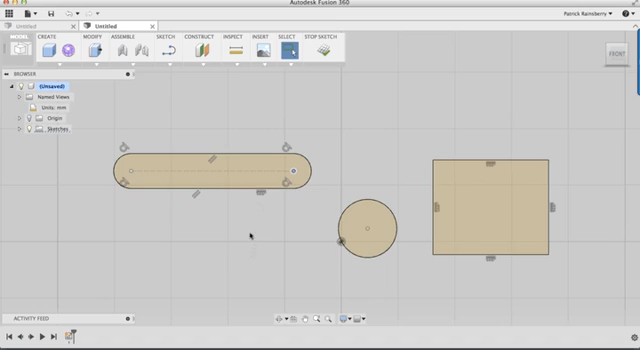 Autodesk Fusion 360
Patrick Rainsberry
Untitled
Untitled
MODEL CREATE MODIFY ASSEMBLE SKETCH CONSTRUCT INSPECT INSERT SELECT STOP SKETCH
FRONT
BROWSER
(Unsaved)
Named Views
Units: mm
Origin
Sketches
ACTIVITY FEED